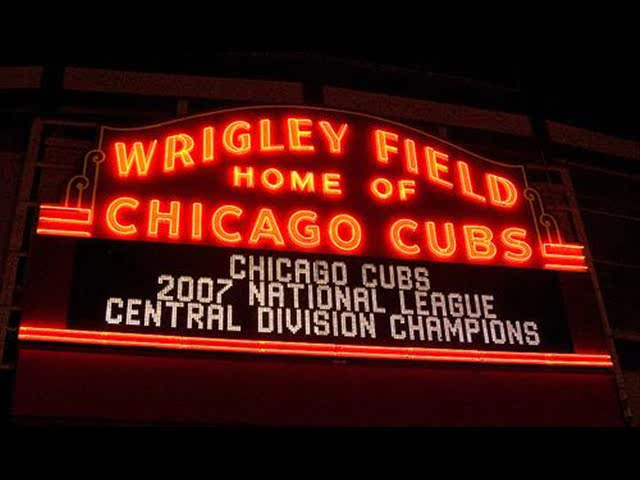 WRIGLEY FIELD
HOME OF
CHICAGO CUBS
CHICAGO CUBS
2007 NATIONAL LEAGUE
CENTRAL DIVISION CHAMPIONS